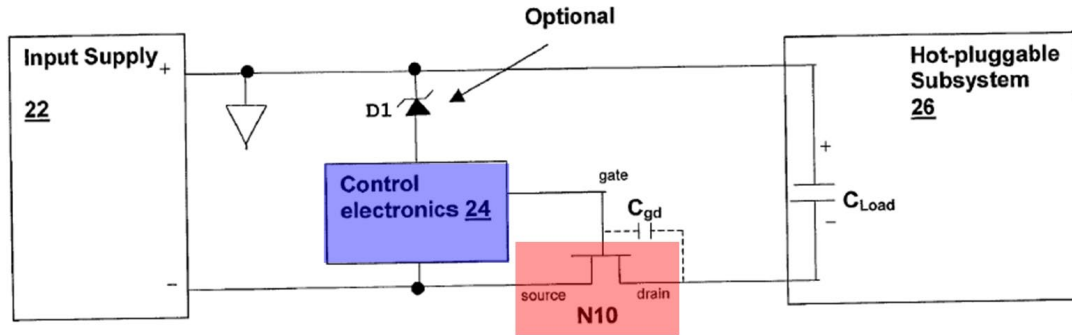 Optional
Input Supply
+
22
Hot-pluggable
Subsystem
26
D1
+
Control
electronics 24
gate
Cgd
CLoad
−
−
source
drain
N10